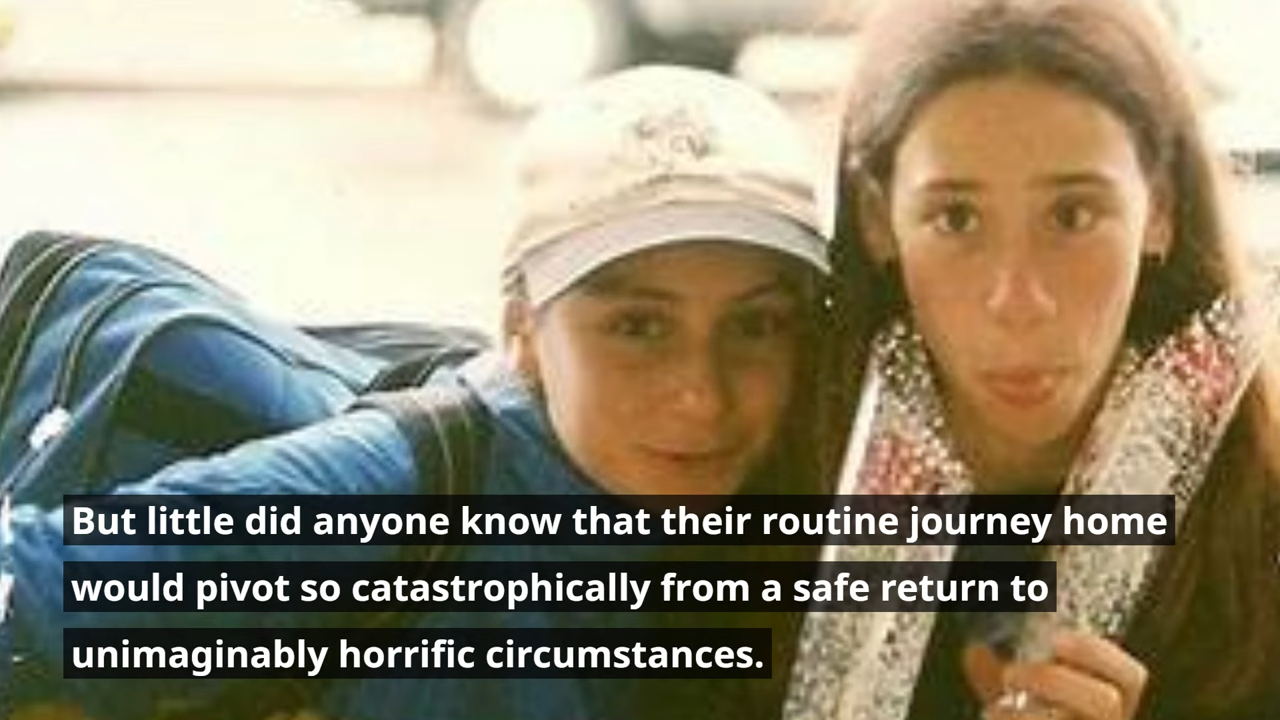 But little did anyone know that their routine journey home
would pivot so catastrophically from a safe return to
unimaginably horrific circumstances.